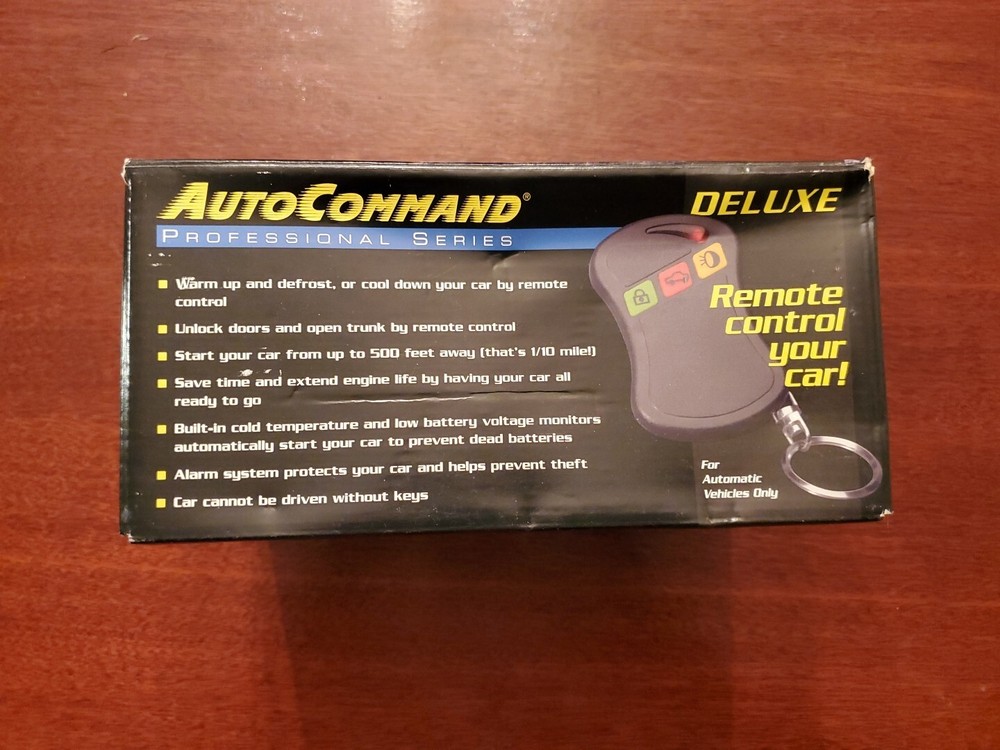 AUTOCOMMAND®
DELUXE
PROFESSIONAL SERIES
Warm up and defrost, or cool down your car by remote
control
Unlock doors and open trunk by remote control
Start your car from up to 500 feet away (that's 1/10 mile!)
Save time and extend engine life by having your car all
ready to go
Built-in cold temperature and low battery voltage monitors
automatically start your car to prevent dead batteries
Alarm system protects your car and helps prevent theft
Car cannot be driven without keys
Remote
control
your
car!
For
Automatic
Vehicles Only